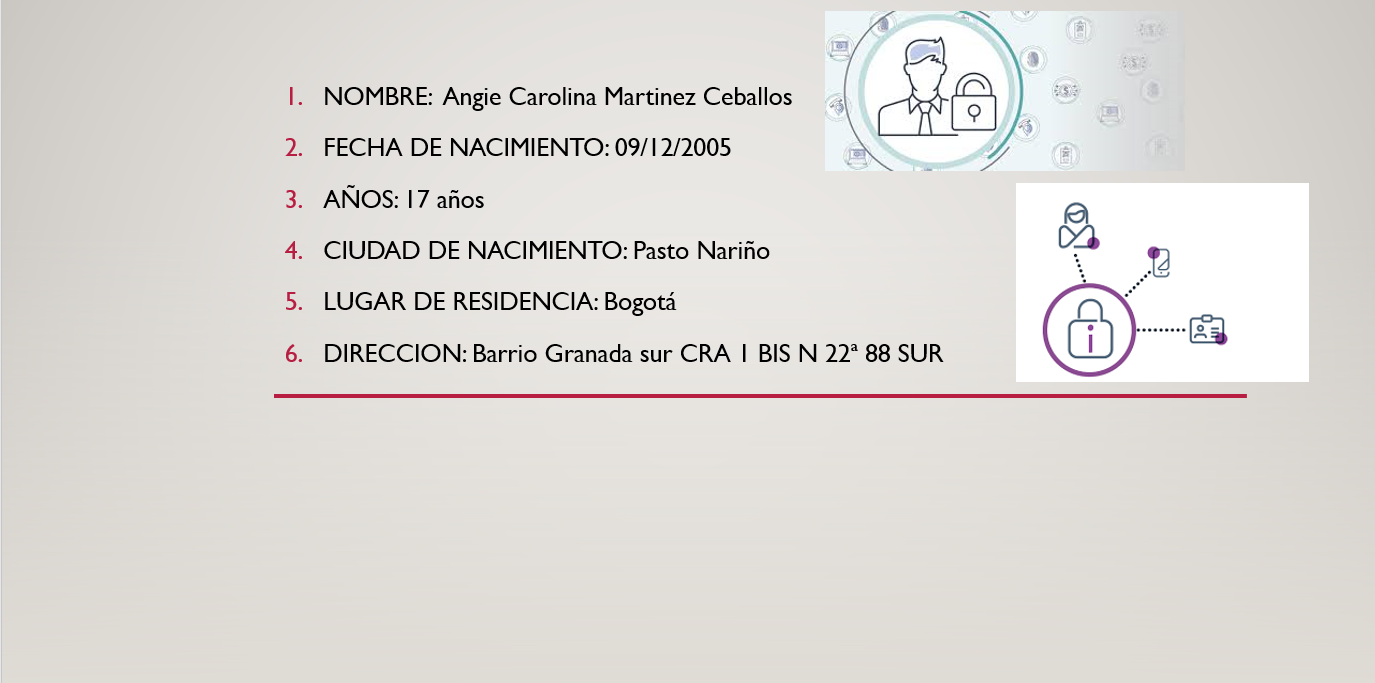 1. NOMBRE: Angie Carolina Martinez Ceballos
2. FECHA DE NACIMIENTO: 09/12/2005
3. AÑOS: 17 años
4. CIUDAD DE NACIMIENTO: Pasto Nariño
5. LUGAR DE RESIDENCIA: Bogotá
6. DIRECCION: Barrio Granada sur CRA 1 BIS N 22ª 88 SUR